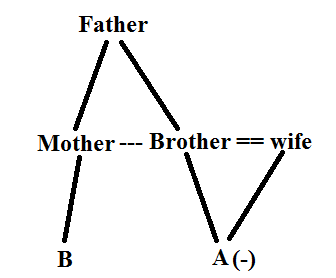 Father
Mother --- Brother == wife
B
A (-)